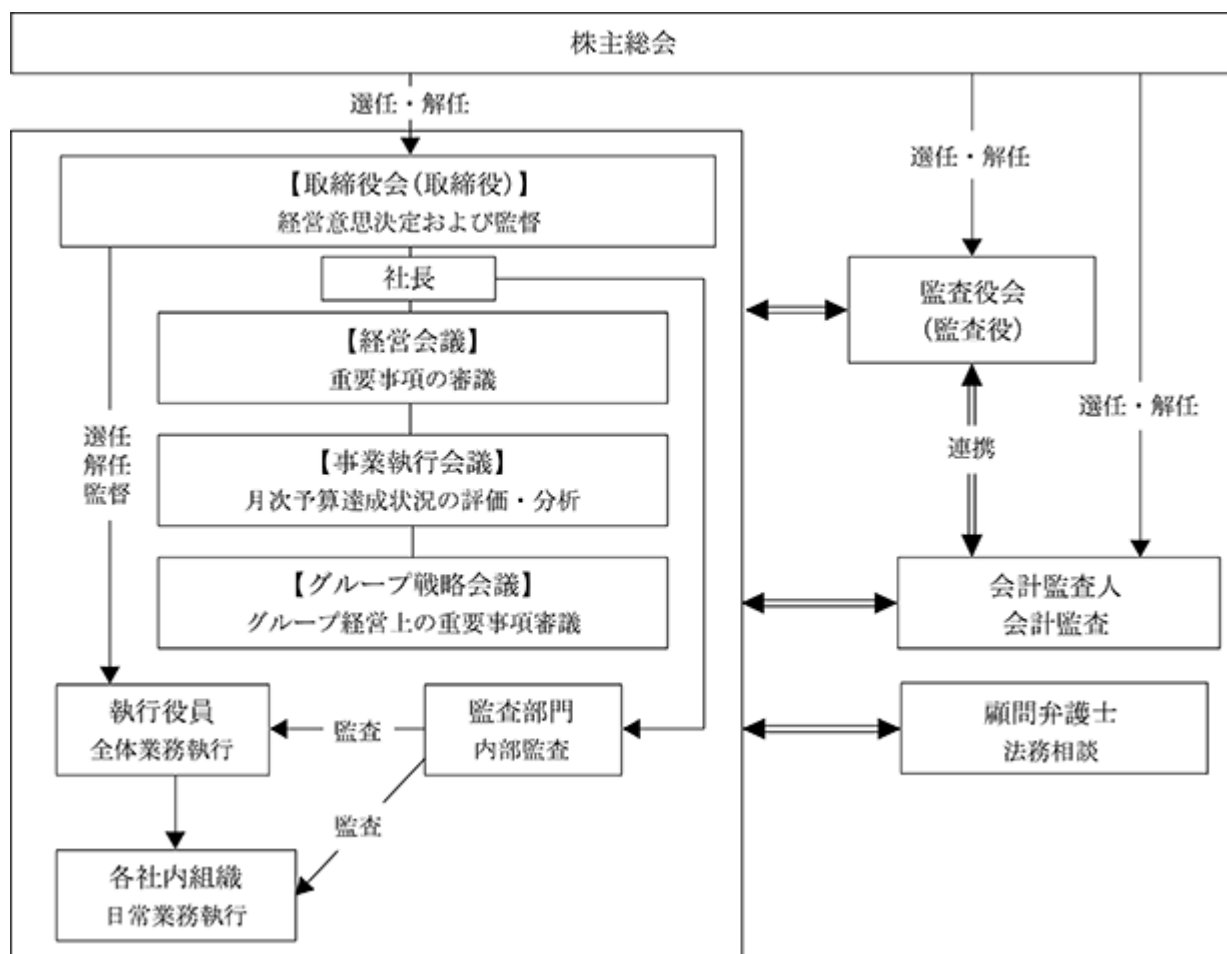 株主総会
選任・解任
選任・解任
選任・解任
【取締役会(取締役)】
経営意思決定および監督
社長
【経営会議】
重要事項の審議
【事業執行会議】
月次予算達成状況の評価・分析
【グループ戦略会議】
グループ経営上の重要事項審議
選任
解任
監督
執行役員
全体業務執行
監査
監査部門
内部監査
監査
各社内組織
日常業務執行
監査役会
(監査役)
連携
会計監査人
会計監査
顧問弁護士
法務相談